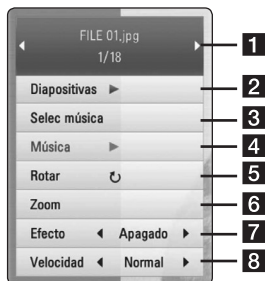 FILE 01.jpg
1/18
1
Diapositivas
2
Selec música
3
Música
4
Rotar
5
Zoom
6
Efecto Apagado
7
Velocidad Normal
8